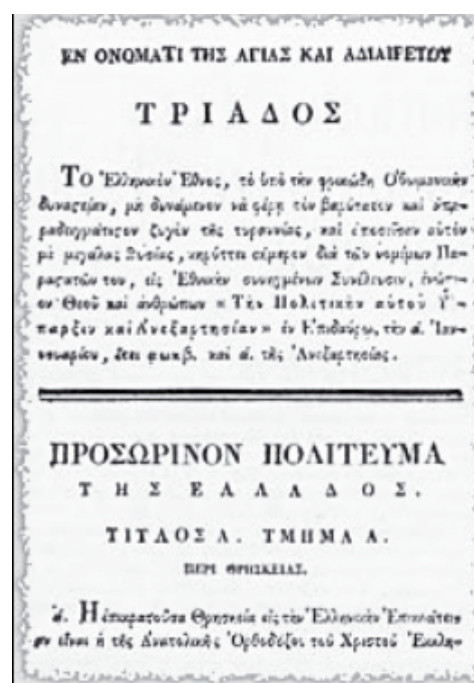 ΕΝ ΟΝΟΜΑΤΙ ΤΗΣ ΑΓΙΑΣ ΚΑΙ ΑΔΙΑΙΡΕΤΟΥ
ΤΡΙΑΔΟΣ
Τὸ Ἑλληνικὸν Ἔθνος, τὸ ὑπὸ τὴν φρικώδη Ὀθωμανικὴν
δυναστείαν, μὴ δυνάμενον νὰ φέρῃ τὸν βαρύτατον καὶ ἀπα-
ραδειγμάτιστον ζυγὸν τῆς τυραννίας, καὶ ἀποσεῖσαν αὐτὸν
μὲ μεγάλας θυσίας, κηρύττει σήμερον διὰ τῶν νομίμων Πα-
ραστατῶν του, εἰς Ἐθνικὴν συνηγμένων Συνέλευσιν, ἐνώπι-
ον Θεοῦ καὶ ἀνθρώπων «Τὴν Πολιτικὴν αὑτοῦ Ὕ-
παρξιν καὶ Ἀνεξαρτησίαν» ἐν Ἐπιδαύρῳ, τὴν α. Ἰαν-
νουαρίου, ἔτει αωκβ. καὶ α. τῆς Ἀνεξαρτησίας.
ΠΡΟΣΩΡΙΝΟΝ ΠΟΛΙΤΕΥΜΑ
ΤΗΣ ΕΛΛΑΔΟΣ.
ΤΙΤΛΟΣ Α. ΤΜΗΜΑ Α.
ΠΕΡΙ ΘΡΗΣΚΕΙΑΣ.
ά. Ἡ ἐπικρατοῦσα Θρησκεία εἰς τὴν Ἑλληνικὴν Ἐπικράτει-
αν εἶναι ἡ τῆς Ἀνατολικῆς Ὀρθοδόξου τοῦ Χριστοῦ Ἐκκλη-